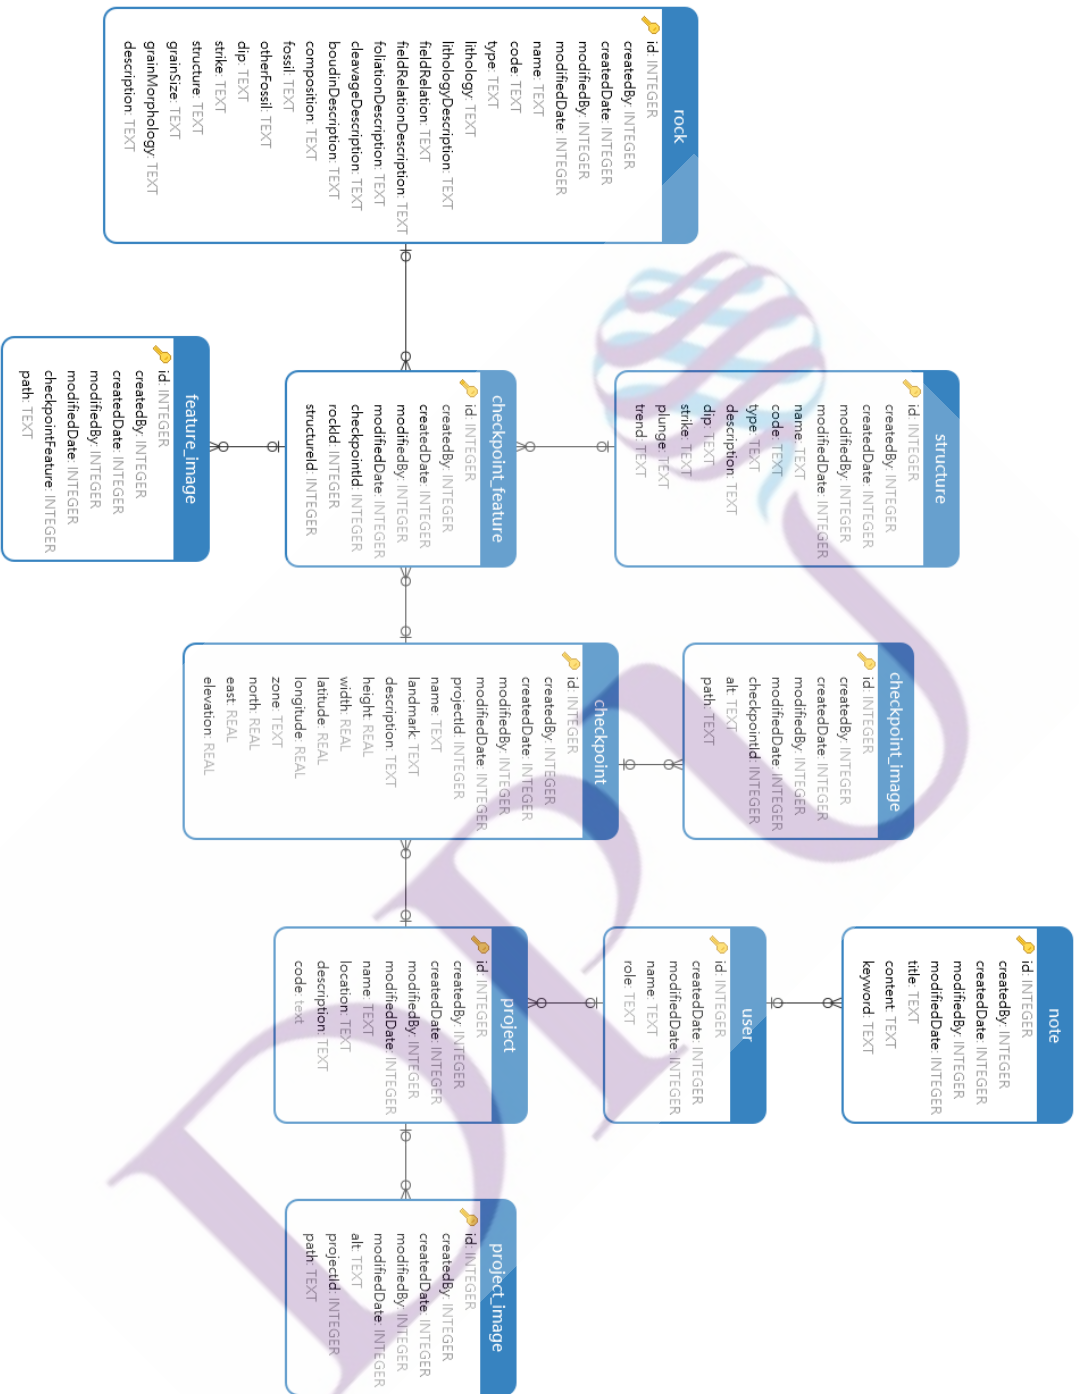 rock
id: INTEGER
createdBy: INTEGER
createdDate: INTEGER
modifiedBy: INTEGER
modifiedDate: INTEGER
name: TEXT
code: TEXT
type: TEXT
lithology: TEXT
lithologyDescription: TEXT
fieldRelation: TEXT
fieldRelationDescription: TEXT
foliationDescription: TEXT
cleavageDescription: TEXT
boudinDescription: TEXT
composition: TEXT
fossil: TEXT
otherFossil: TEXT
dip: TEXT
strike: TEXT
structure: TEXT
grainSize: TEXT
grainMorphology: TEXT
description: TEXT
structure
id: INTEGER
createdBy: INTEGER
createdDate: INTEGER
modifiedBy: INTEGER
modifiedDate: INTEGER
name: TEXT
code: TEXT
type: TEXT
description: TEXT
dip: TEXT
strike: TEXT
plunge: TEXT
trend: TEXT
checkpoint_feature
id: INTEGER
createdBy: INTEGER
createdDate: INTEGER
modifiedBy: INTEGER
modifiedDate: INTEGER
checkpointId: INTEGER
rockId: INTEGER
structureId: INTEGER
feature_image
id: INTEGER
createdBy: INTEGER
createdDate: INTEGER
modifiedBy: INTEGER
modifiedDate: INTEGER
checkpointFeature: INTEGER
path: TEXT
checkpoint_image
id: INTEGER
createdBy: INTEGER
createdDate: INTEGER
modifiedBy: INTEGER
modifiedDate: INTEGER
checkpointId: INTEGER
alt: TEXT
path: TEXT
checkpoint
id: INTEGER
createdBy: INTEGER
createdDate: INTEGER
modifiedBy: INTEGER
modifiedDate: INTEGER
projectId: INTEGER
name: TEXT
landmark: TEXT
description: TEXT
height: REAL
width: REAL
latitude: REAL
longitude: REAL
zone: TEXT
north: REAL
east: REAL
elevation: REAL
note
id: INTEGER
createdBy: INTEGER
createdDate: INTEGER
modifiedBy: INTEGER
modifiedDate: INTEGER
title: TEXT
content: TEXT
keyword: TEXT
user
id: INTEGER
createdDate: INTEGER
modifiedDate: INTEGER
name: TEXT
role: TEXT
project
id: INTEGER
createdBy: INTEGER
createdDate: INTEGER
modifiedBy: INTEGER
modifiedDate: INTEGER
name: TEXT
location: TEXT
description: TEXT
code: text
project_image
id: INTEGER
createdBy: INTEGER
createdDate: INTEGER
modifiedBy: INTEGER
modifiedDate: INTEGER
alt: TEXT
projectId: INTEGER
path: TEXT
DPU